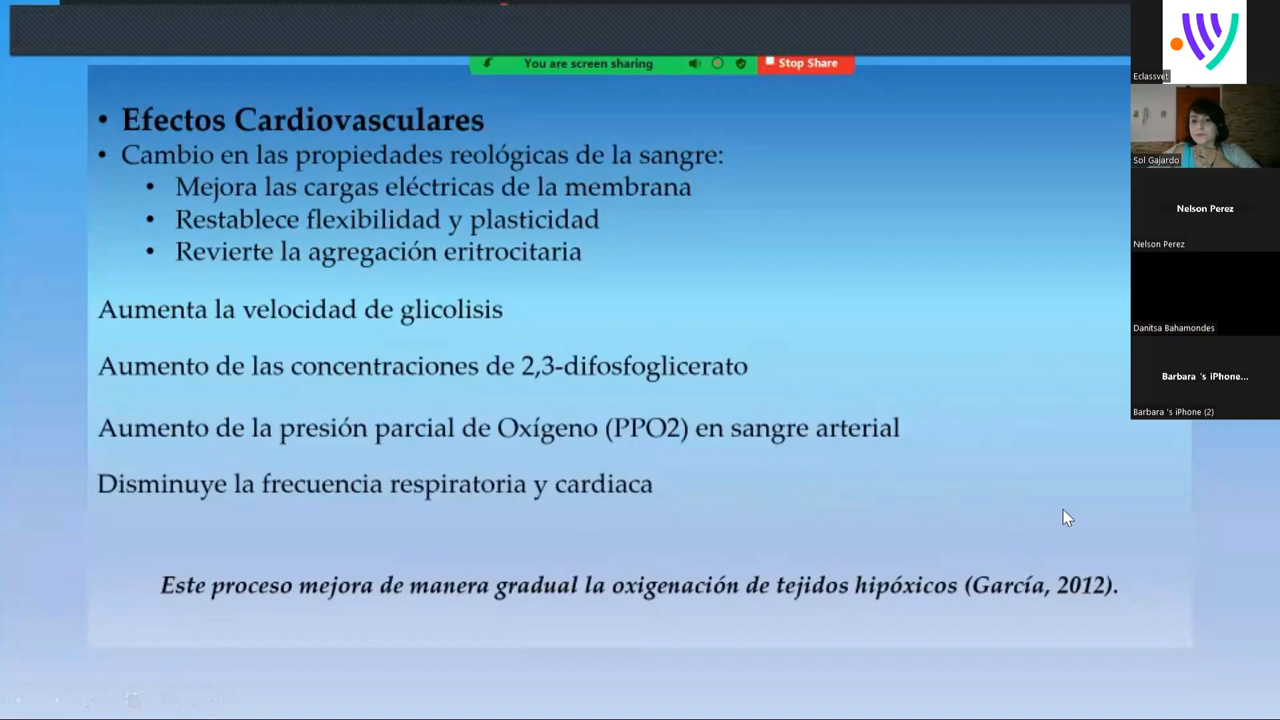 You are screen sharing
Stop Share
• Efectos Cardiovasculares
• Cambio en las propiedades reológicas de la sangre:
• Mejora las cargas eléctricas de la membrana
• Restablece flexibilidad y plasticidad
• Revierte la agregación eritrocitaria
Aumenta la velocidad de glicolisis
Aumento de las concentraciones de 2,3-difosfoglicerato
Aumento de la presión parcial de Oxígeno (PPO2) en sangre arterial
Disminuye la frecuencia respiratoria y cardiaca
Este proceso mejora de manera gradual la oxigenación de tejidos hipóxicos (García, 2012).
Eclassvet
Sol Gajardo
Nelson Perez
Nelson Perez
Danitsa Bahamondes
Barbara 's iPhone...
Barbara 's iPhone (2)